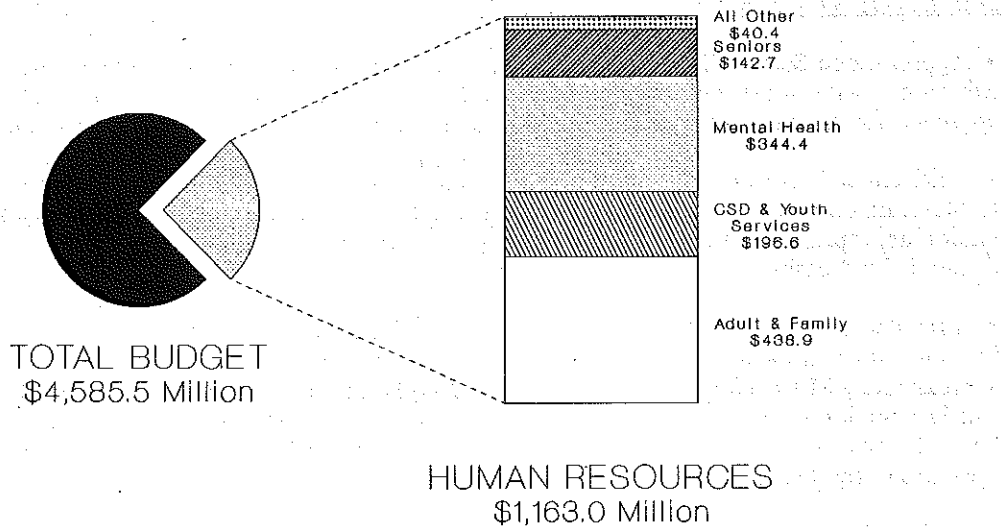 All Other
$40.4
Seniors
$142.7
Mental Health
$344.4
CSD & Youth
Services
$196.6
Adult & Family
$438.9
TOTAL BUDGET
$4,585.5 Million
HUMAN RESOURCES
$1,163.0 Million